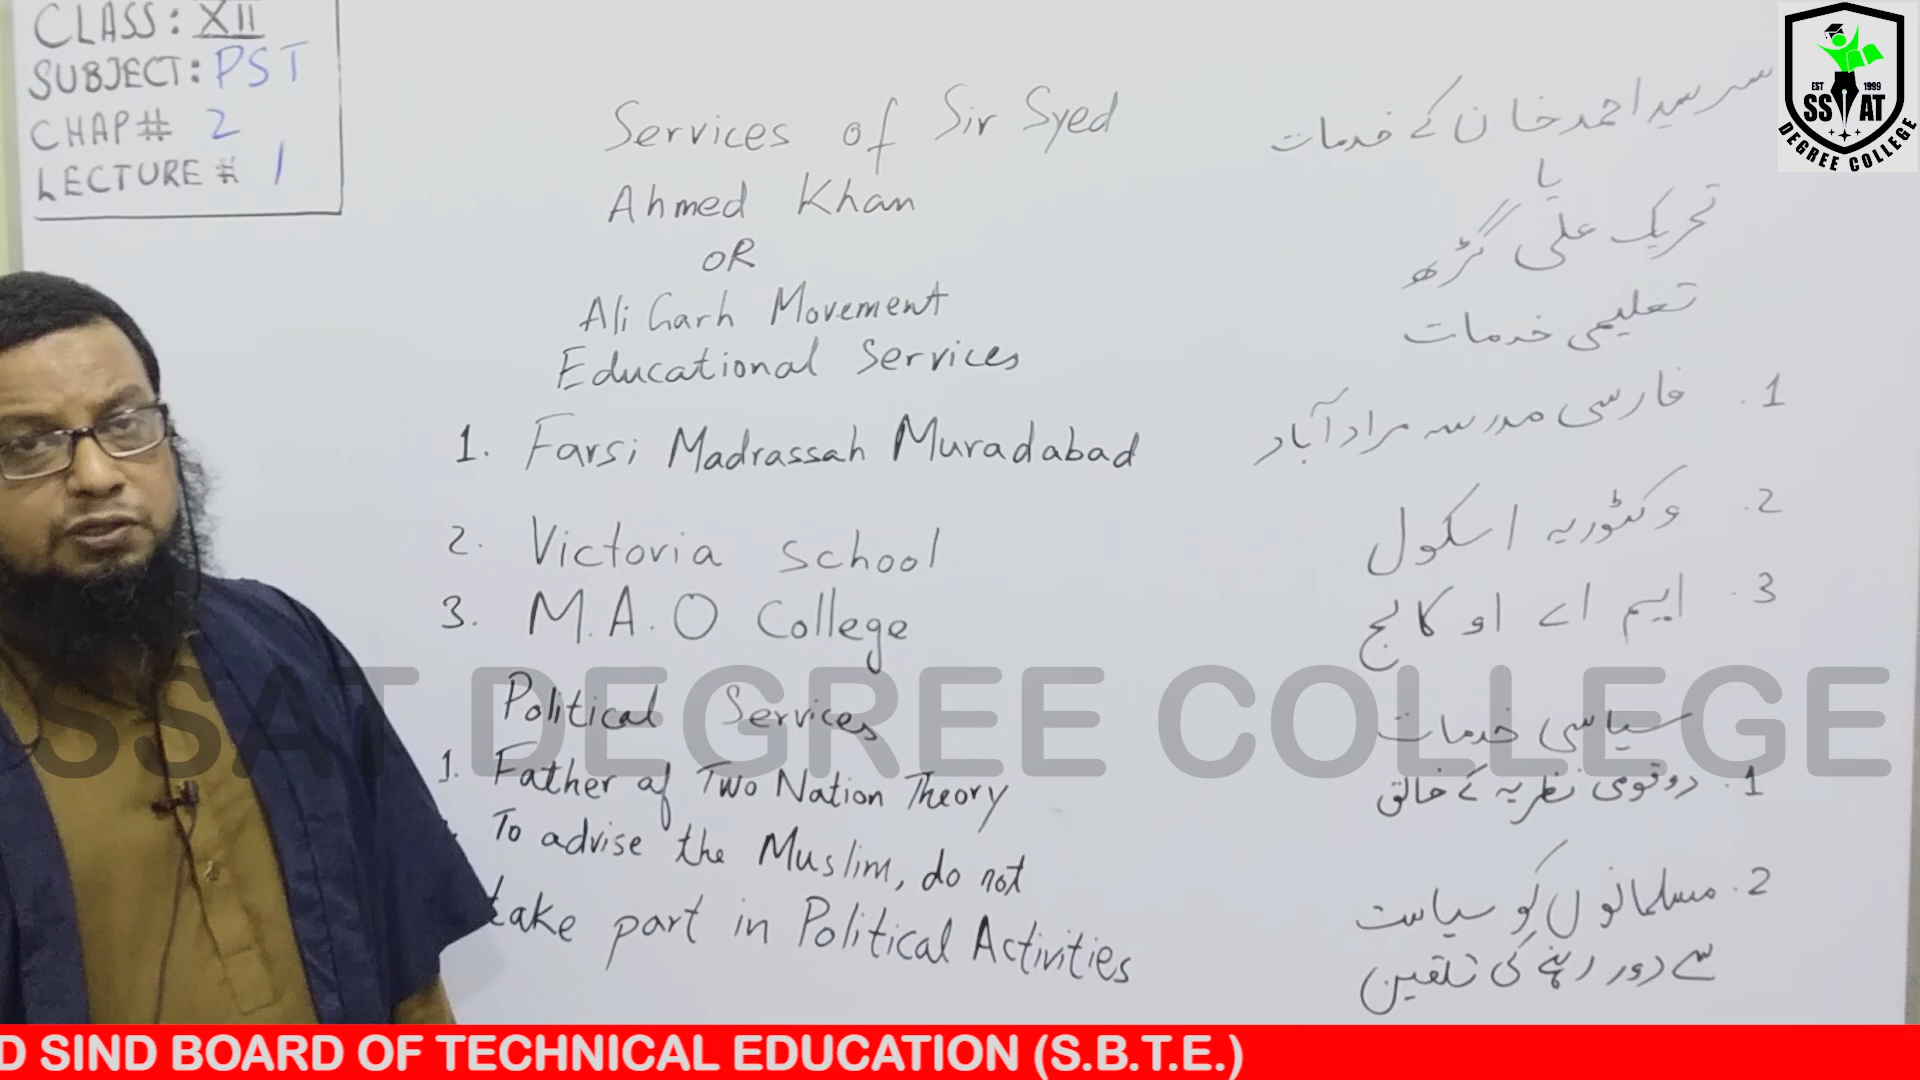 CLASS: XII
SUBJECT: PST
CHAP# 2
LECTURE # 1
Services of Sir Syed
Ahmed Khan
OR
Ali Garh Movement
Educational Services
1. Farsi Madrassah Muradabad
2. Victoria School
3. M.A.O College
Political Services
1. Father of Two Nation Theory
To advise the Muslim, do not
take part in Political Activities
سرسید احمد خان کے خدمات
یا
تحریک علی گڑھ
تعلیمی خدمات
1. فارسی مدرسہ مرادآباد
2. وکٹوریہ اسکول
3. ایم اے او کالج
سیاسی خدمات
1. دو قومی نظریہ کے خالق
2. مسلمانوں کو سیاست
سے دور رہنے کی تلقین
EST 1999
SSAT
DEGREE COLLEGE
SSAT DEGREE COLLEGE
D SIND BOARD OF TECHNICAL EDUCATION (S.B.T.E.)